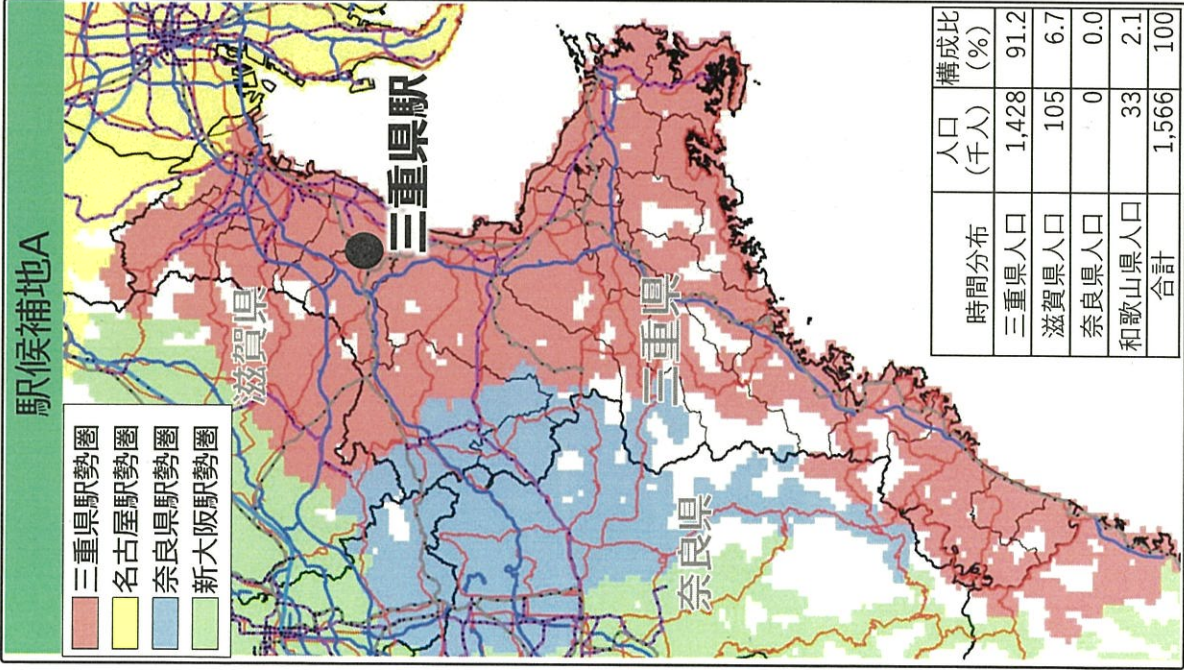 駅侯補地A
三重県駅勢圏
名古屋駅勢圏
奈良県駅勢圏
新大阪駅勢圏
滋賀県
三重県駅
三重県
奈良県
時間分布 人口（千人） 構成比（%）
三重県人口 1,428 91.2
滋賀県人口 105 6.7
奈良県人口 0 0.0
和歌山県人口 33 2.1
合計 1,566 100